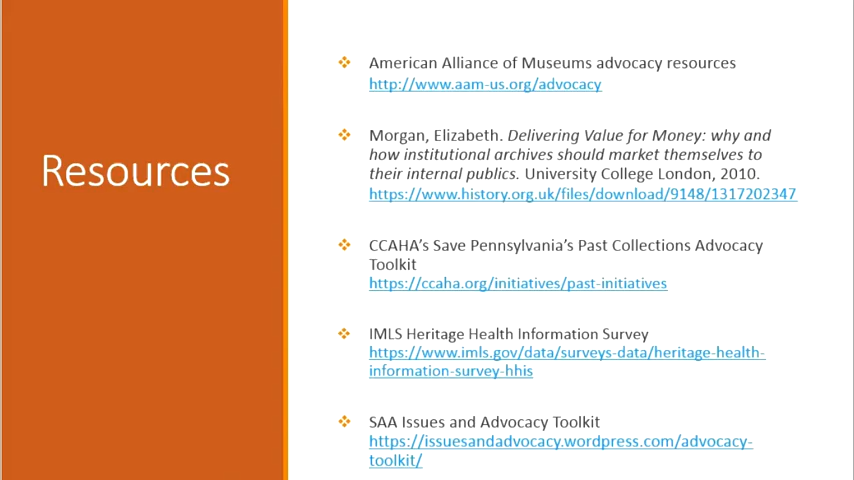 Resources
American Alliance of Museums advocacy resources
http://www.aam-us.org/advocacy
Morgan, Elizabeth. Delivering Value for Money: why and
how institutional archives should market themselves to
their internal publics. University College London, 2010.
https://www.history.org.uk/files/download/9148/1317202347
CCAHA’s Save Pennsylvania’s Past Collections Advocacy
Toolkit
https://ccaha.org/initiatives/past-initiatives
IMLS Heritage Health Information Survey
https://www.imls.gov/data/surveys-data/heritage-health-
information-survey-hhis
SAA Issues and Advocacy Toolkit
https://issuesandadvocacy.wordpress.com/advocacy-
toolkit/